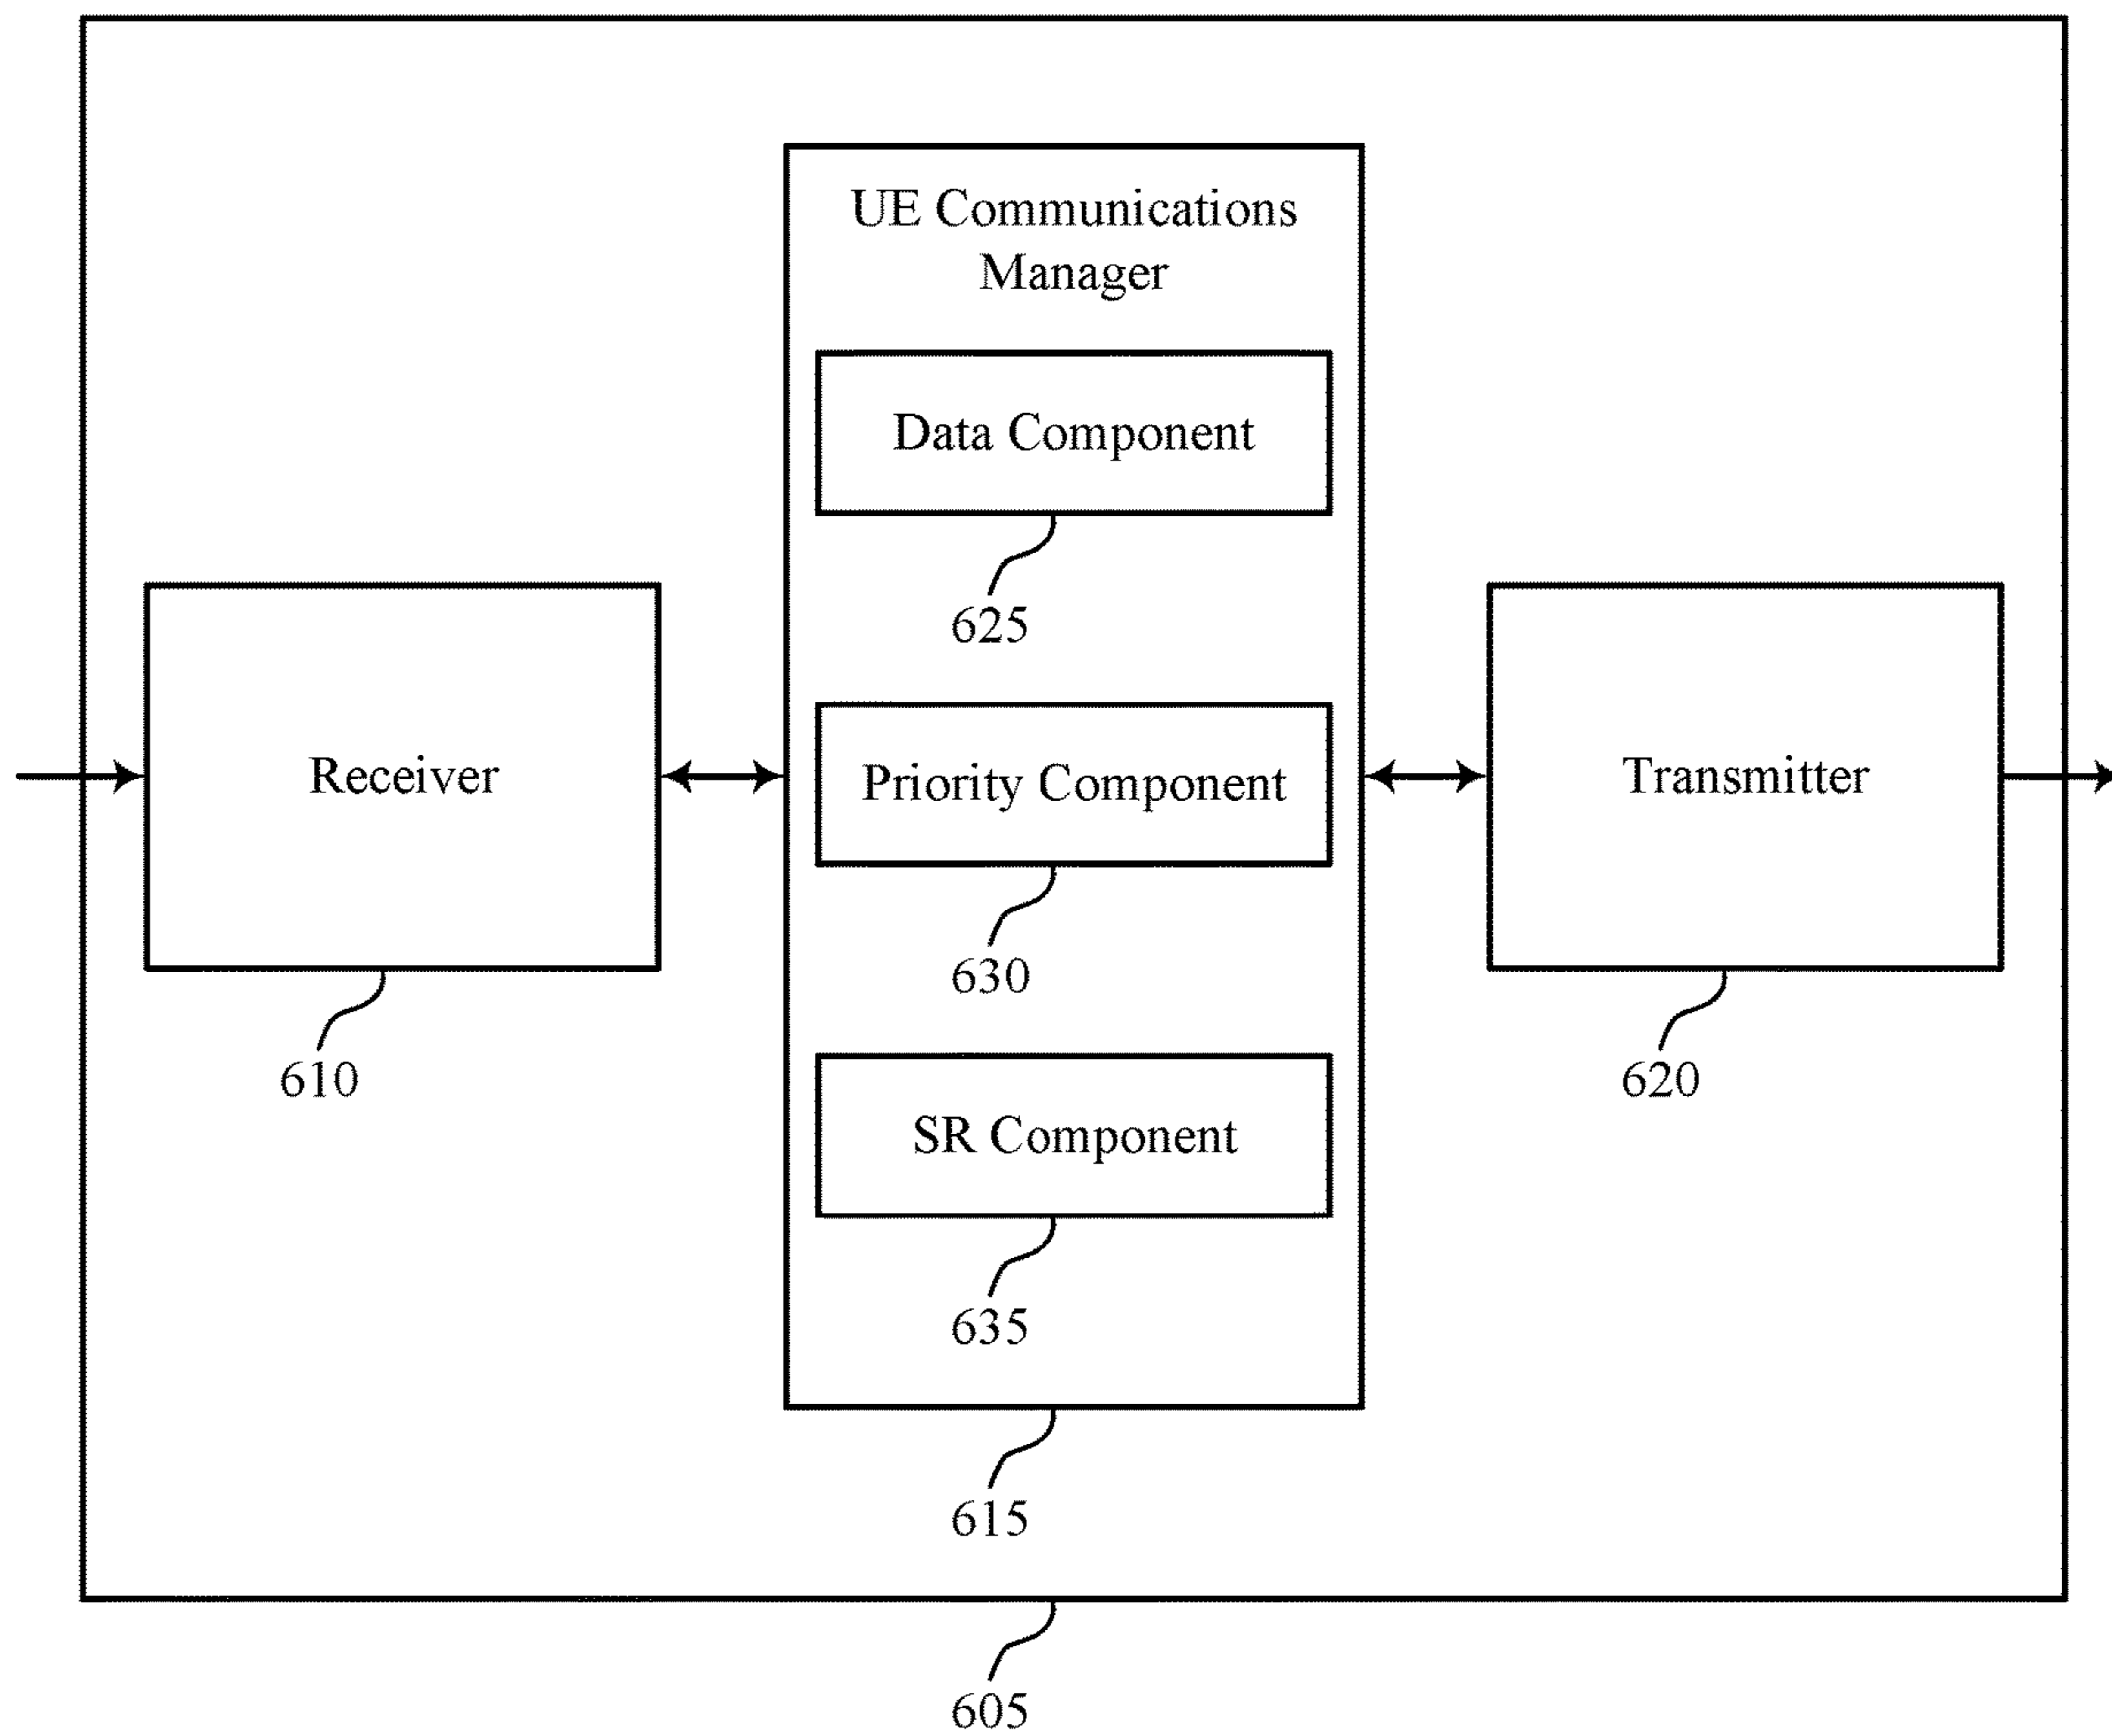 UE Communications
Manager
Data Component
625
Receiver
Priority Component
Transmitter
630
610
620
SR Component
635
615
605